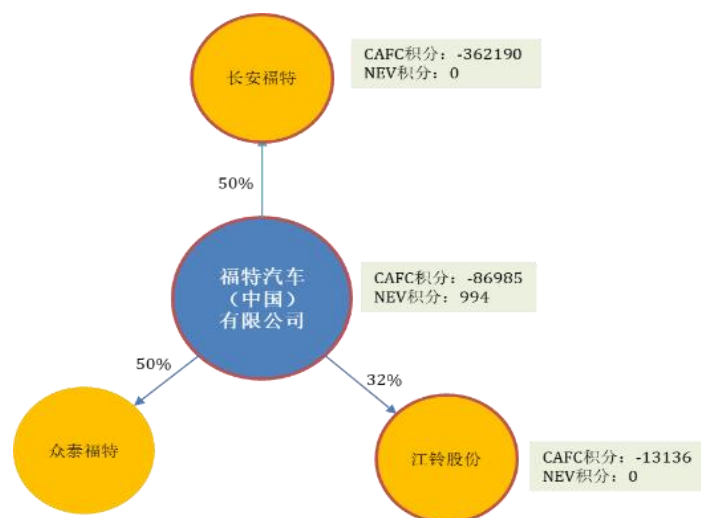 长安福特
CAFC积分：-362190
NEV积分：0
50%
福特汽车
（中国）
有限公司
CAFC积分：-86985
NEV积分：994
50%
32%
众泰福特
江铃股份
CAFC积分：-13136
NEV积分：0